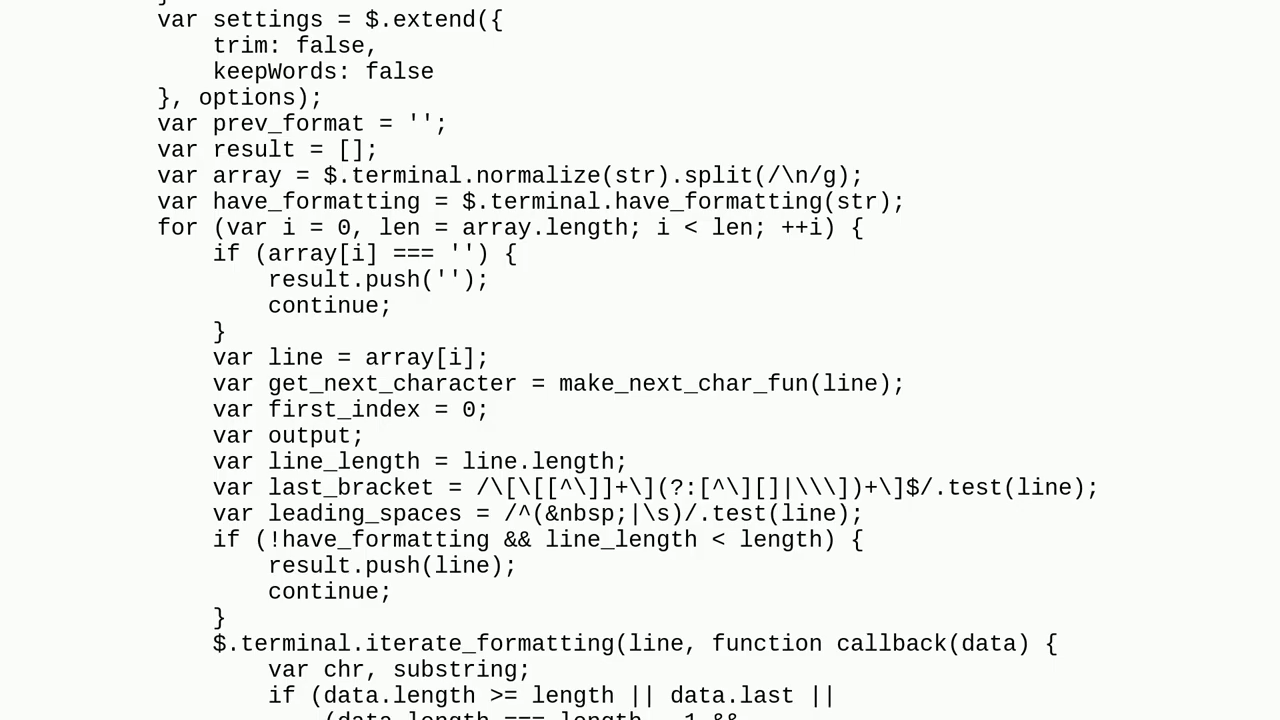 var settings = $.extend({
trim: false,
keepWords: false
}, options);
var prev_format = '';
var result = [];
var array = $.terminal.normalize(str).split(/\n/g);
var have_formatting = $.terminal.have_formatting(str);
for (var i = 0, len = array.length; i < len; ++i) {
if (array[i] === '') {
result.push('');
continue;
}
var line = array[i];
var get_next_character = make_next_char_fun(line);
var first_index = 0;
var output;
var line_length = line.length;
var last_bracket = /\[\[[^\]]+\](?:[^\][]|\\\])+\]$/.test(line);
var leading_spaces = /^(&nbsp;|\s)/.test(line);
if (!have_formatting && line_length < length) {
result.push(line);
continue;
}
$.terminal.iterate_formatting(line, function callback(data) {
var chr, substring;
if (data.length >= length || data.last ||
(data.length === length - 1 &&